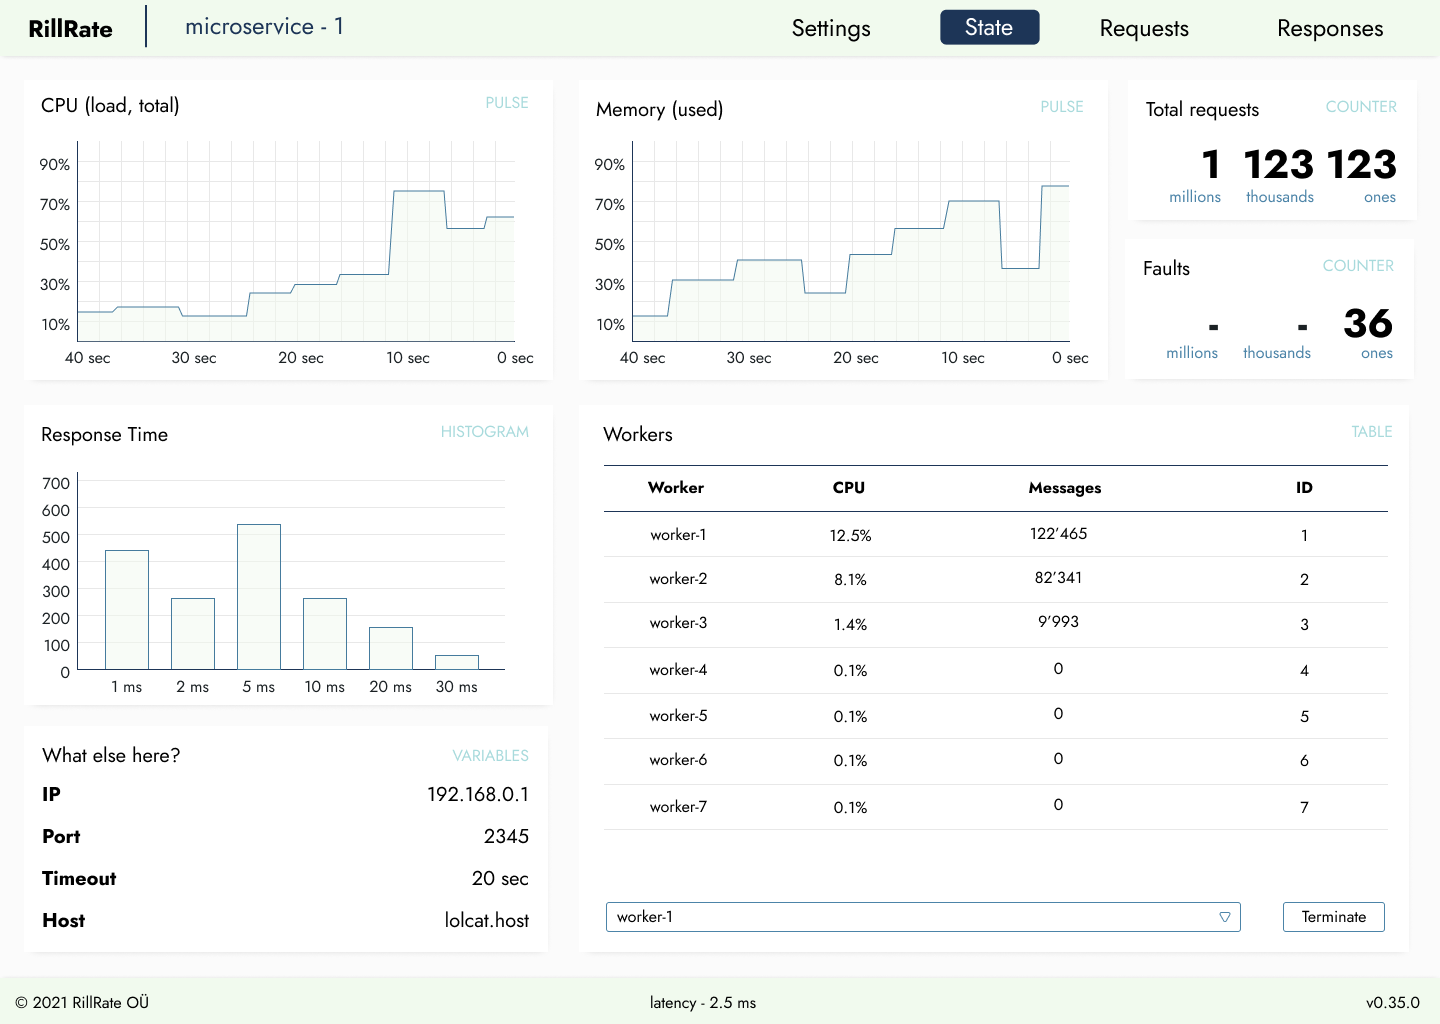 RillRate
microservice - 1
Settings
State
Requests
Responses
CPU (load, total)
PULSE
90%
70%
50%
30%
10%
40 sec 30 sec 20 sec 10 sec 0 sec
Memory (used)
PULSE
90%
70%
50%
30%
10%
40 sec 30 sec 20 sec 10 sec 0 sec
Total requests
COUNTER
1 123 123
millions thousands ones
Faults
COUNTER
- - 36
millions thousands ones
Response Time
HISTOGRAM
700
600
500
400
300
200
100
0
1 ms 2 ms 5 ms 10 ms 20 ms 30 ms
What else here?
VARIABLES
IP 192.168.0.1
Port 2345
Timeout 20 sec
Host lolcat.host
Workers
TABLE
Worker CPU Messages ID
worker-1 12.5% 122’465 1
worker-2 8.1% 82’341 2
worker-3 1.4% 9’993 3
worker-4 0.1% 0 4
worker-5 0.1% 0 5
worker-6 0.1% 0 6
worker-7 0.1% 0 7
worker-1
Terminate
© 2021 RillRate OÜ
latency - 2.5 ms
v0.35.0